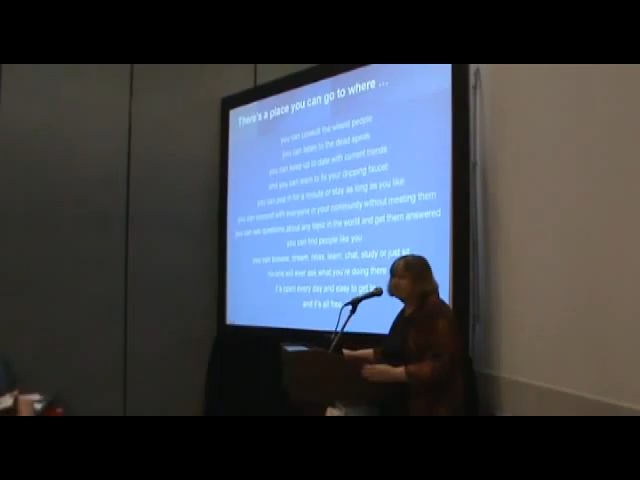 There's a place you can go to where ...
you can consult the wisest people
you can listen to the dead speak
you can keep up to date with current trends
and you can learn to fix your dripping faucet
you can pop in for a minute or stay as long as you like
you can connect with everyone in your community without meeting them
you can ask questions about any topic in the world and get them answered
you can find people like you
you can browse, dream, relax, learn, chat, study or just sit
no-one will ever ask what you're doing there
it's open every day and easy to get to
and it's all free